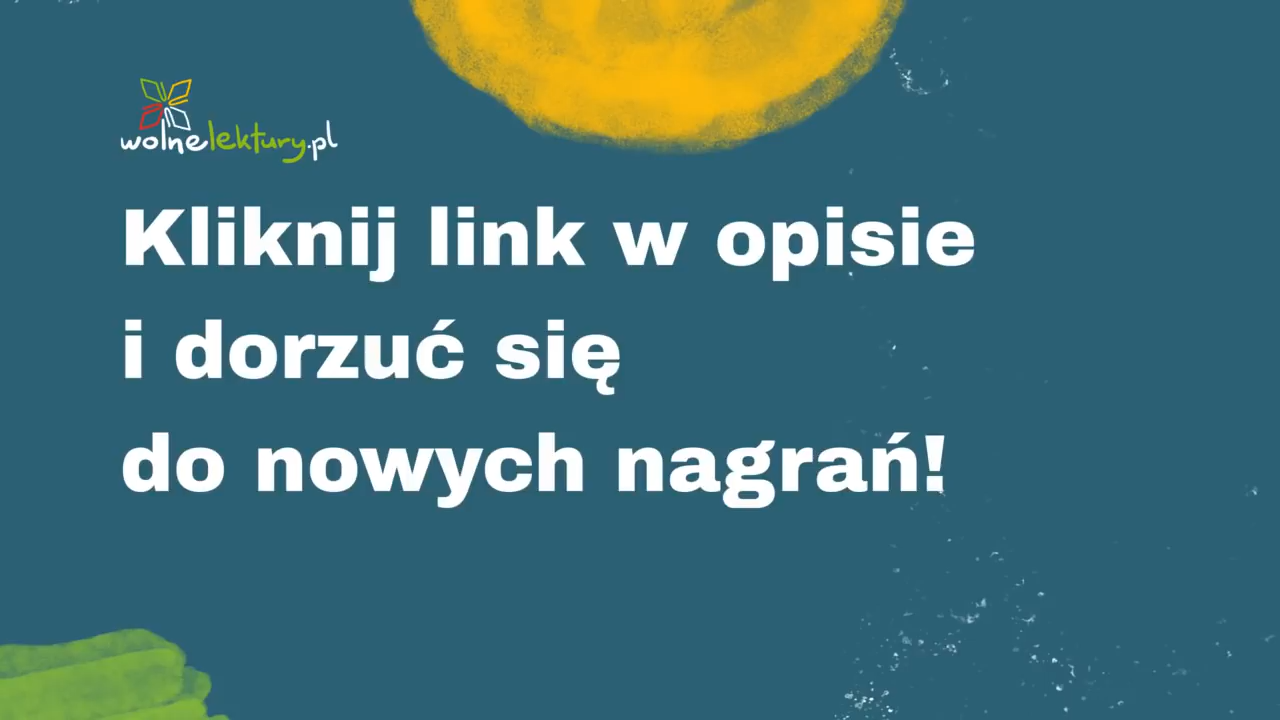 wolnelektury.pl
Kliknij link w opisie
i dorzuć się
do nowych nagrań!